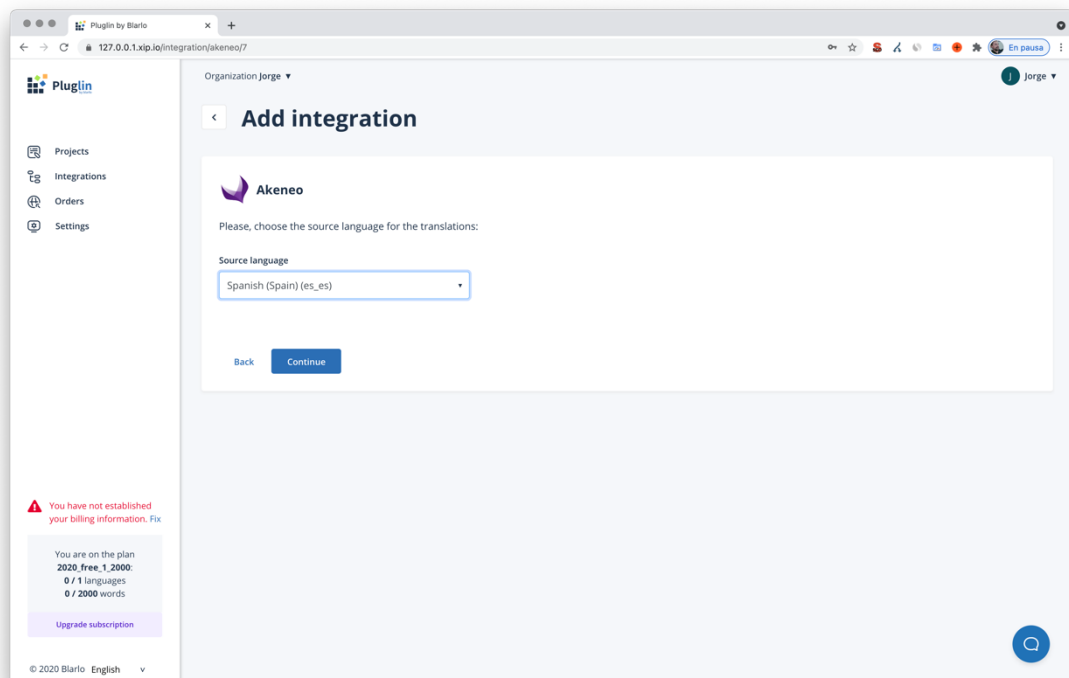 Pluglin by Blarlo
127.0.0.1.xip.io/integration/akeneo/7
En pausa
Pluglin
Organization Jorge ▼
J
Jorge ▼
Add integration
Projects
Integrations
Orders
Settings
Akeneo
Please, choose the source language for the translations:
Source language
Spanish (Spain) (es_es)
Back
Continue
You have not established
your billing information. Fix
You are on the plan
2020_free_1_2000:
0 / 1 languages
0 / 2000 words
Upgrade subscription
© 2020 Blarlo English v